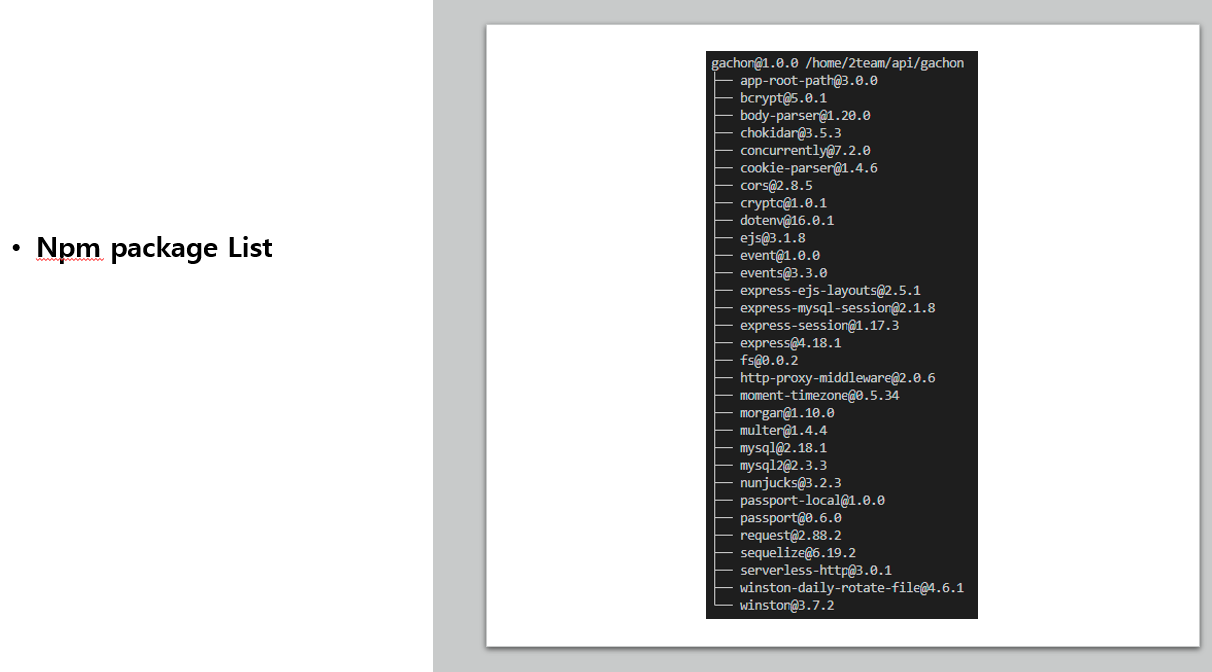 • Npm package List
gachon@1.0.0 /home/2team/api/gachon
├── app-root-path@3.0.0
├── bcrypt@5.0.1
├── body-parser@1.20.0
├── chokidar@3.5.3
├── concurrently@7.2.0
├── cookie-parser@1.4.6
├── cors@2.8.5
├── crypto@1.0.1
├── dotenv@16.0.1
├── ejs@3.1.8
├── event@1.0.0
├── events@3.3.0
├── express-ejs-layouts@2.5.1
├── express-mysql-session@2.1.8
├── express-session@1.17.3
├── express@4.18.1
├── fs@0.0.2
├── http-proxy-middleware@2.0.6
├── moment-timezone@0.5.34
├── morgan@1.10.0
├── multer@1.4.4
├── mysql@2.18.1
├── mysql2@2.3.3
├── nunjucks@3.2.3
├── passport-local@1.0.0
├── passport@0.6.0
├── request@2.88.2
├── sequelize@6.19.2
├── serverless-http@3.0.1
├── winston-daily-rotate-file@4.6.1
└── winston@3.7.2